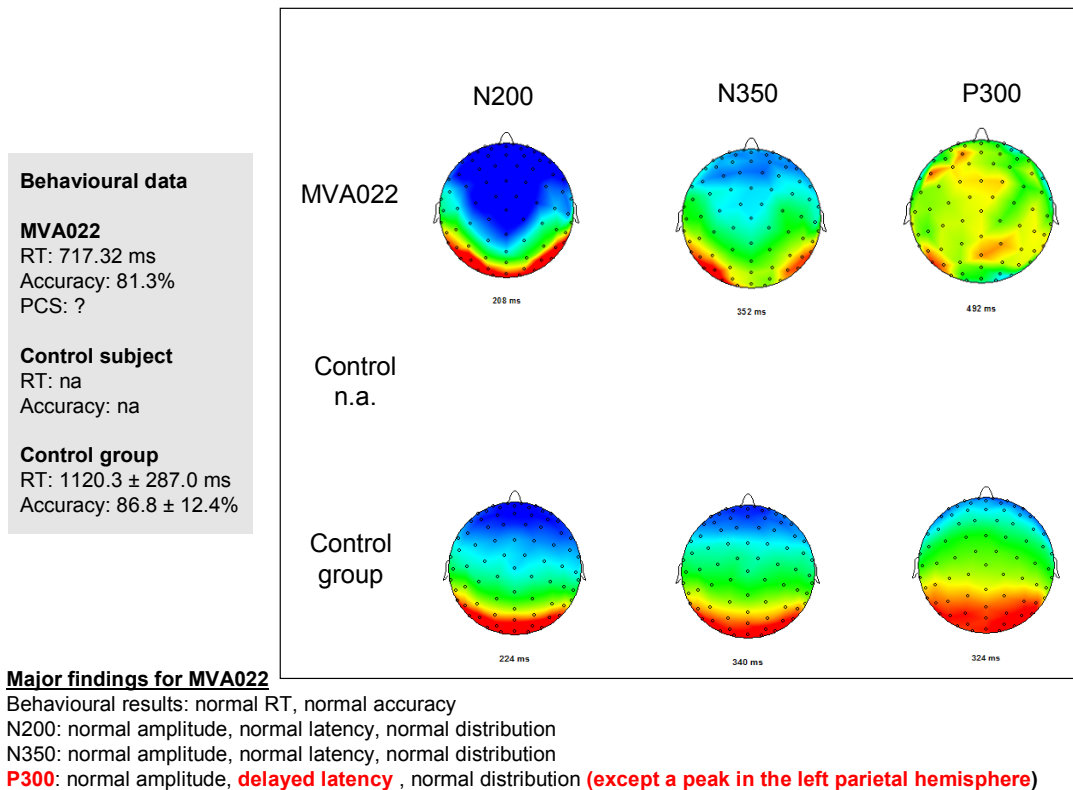 N200 N350 P300
Behavioural data
MVA022
RT: 717.32 ms
Accuracy: 81.3%
PCS: ?
Control subject
RT: na
Accuracy: na
Control group
RT: 1120.3 ± 287.0 ms
Accuracy: 86.8 ± 12.4%
MVA022
208 ms 352 ms 492 ms
Control
n.a.
Control
group
224 ms 340 ms 324 ms
Major findings for MVA022
Behavioural results: normal RT, normal accuracy
N200: normal amplitude, normal latency, normal distribution
N350: normal amplitude, normal latency, normal distribution
P300: normal amplitude, delayed latency , normal distribution (except a peak in the left parietal hemisphere)